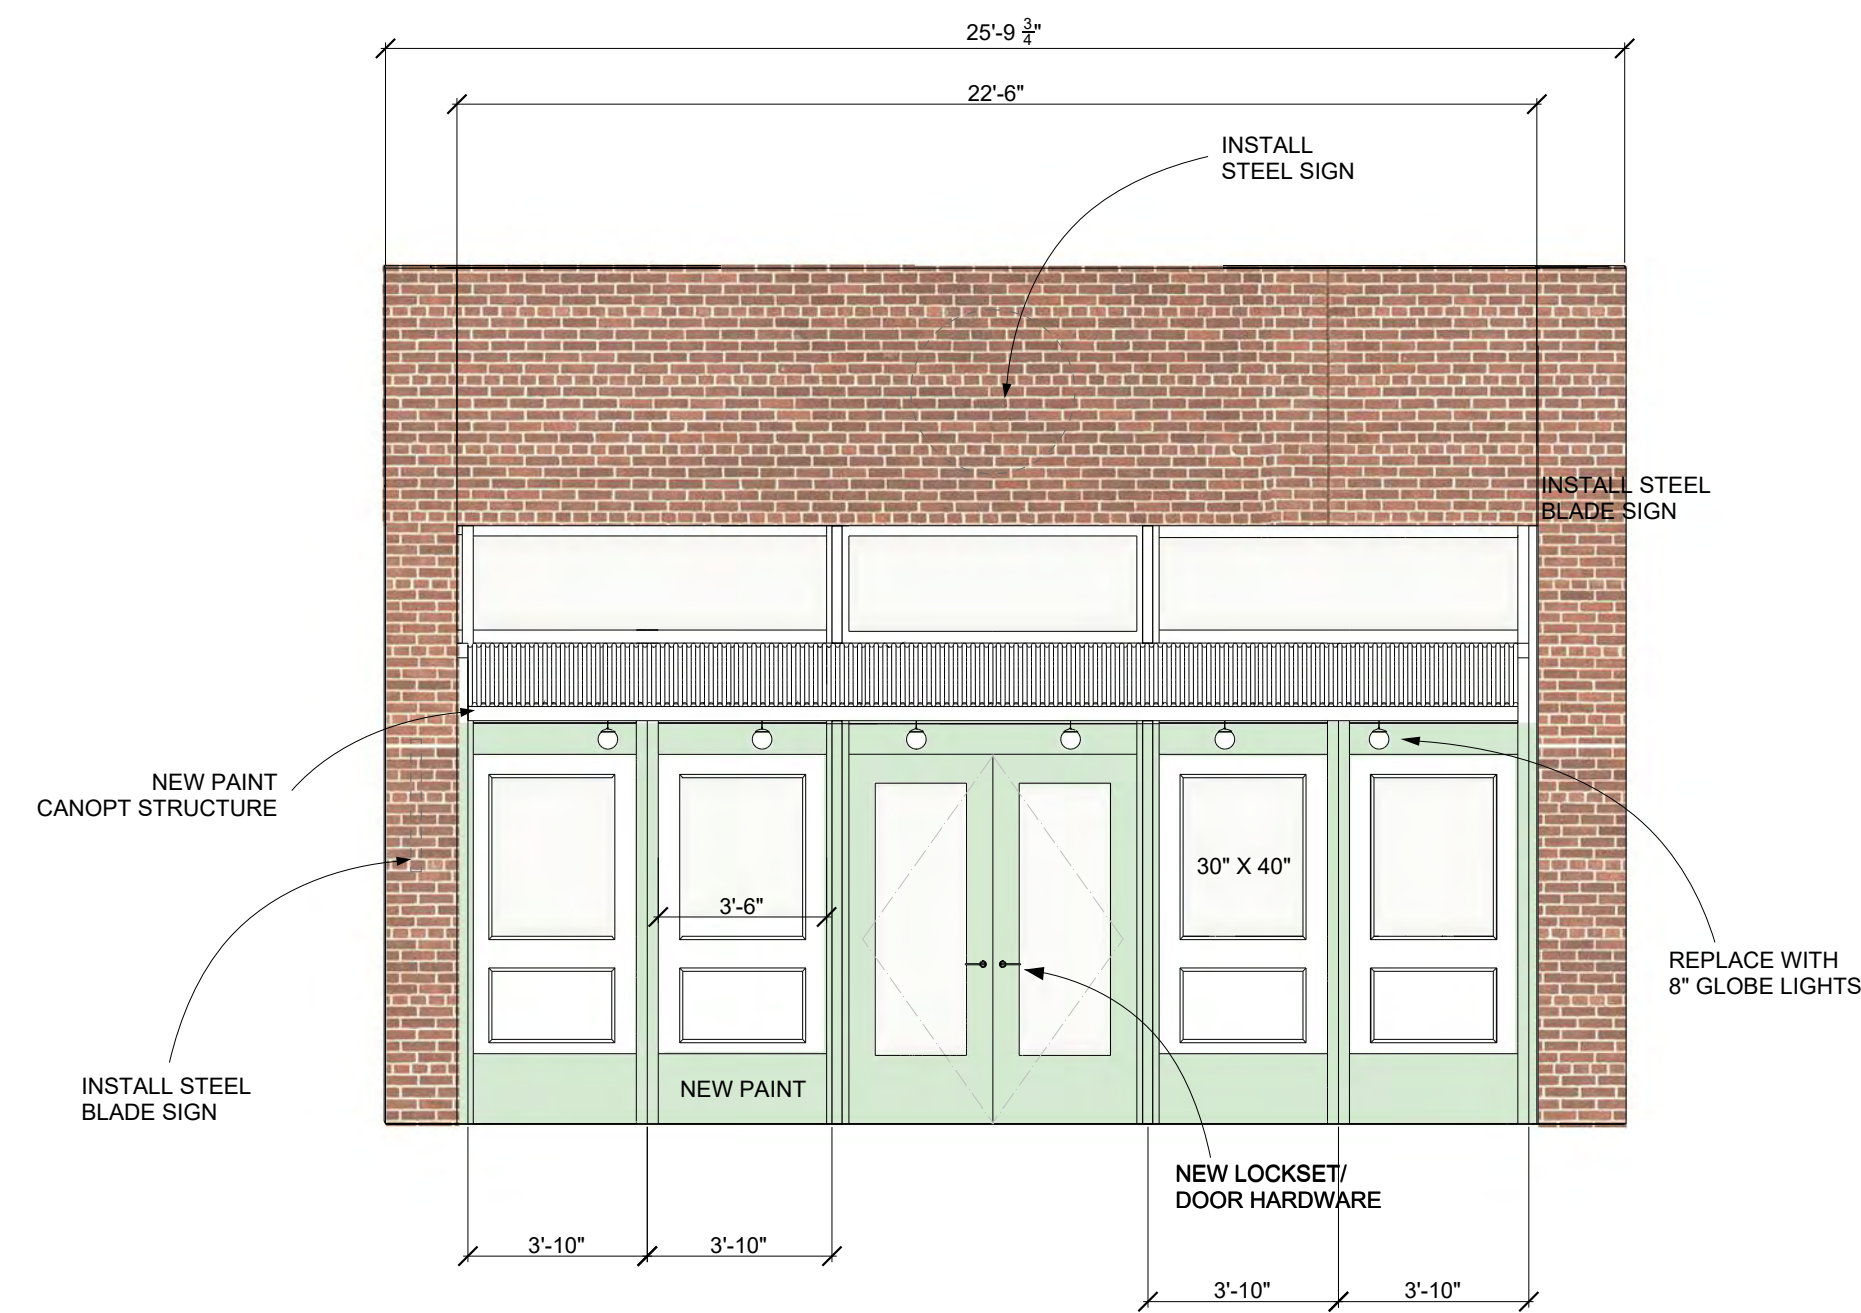 25'-9 3/4"
22'-6"
INSTALL
STEEL SIGN
INSTALL STEEL
BLADE SIGN
NEW PAINT
CANOPT STRUCTURE
30" X 40"
3'-6"
REPLACE WITH
8" GLOBE LIGHTS
INSTALL STEEL
BLADE SIGN
NEW PAINT
NEW LOCKSET/
DOOR HARDWARE
3'-10"
3'-10"
3'-10"
3'-10"